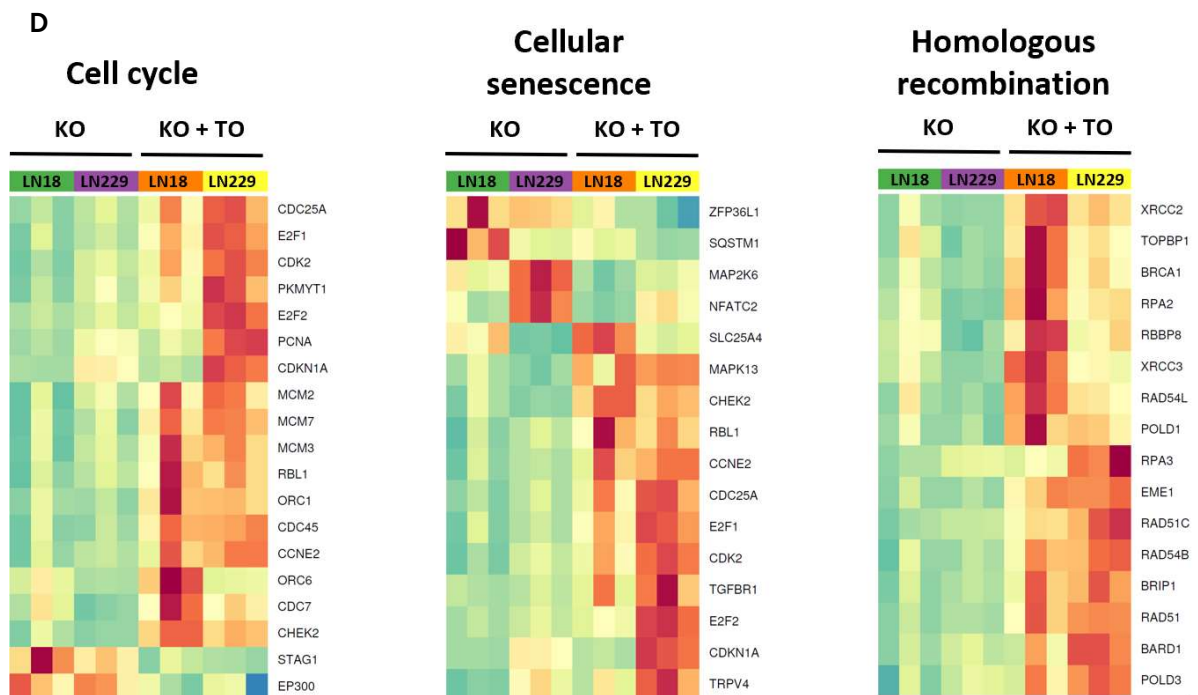 D
Cell cycle
KO KO + TO
LN18 LN229 LN18 LN229
CDC25A
E2F1
CDK2
PKMYT1
E2F2
PCNA
CDKN1A
MCM2
MCM7
MCM3
RBL1
ORC1
CDC45
CCNE2
ORC6
CDC7
CHEK2
STAG1
EP300
Cellular
senescence
KO KO + TO
LN18 LN229 LN18 LN229
ZFP36L1
SQSTM1
MAP2K6
NFATC2
SLC25A4
MAPK13
CHEK2
RBL1
CCNE2
CDC25A
E2F1
CDK2
TGFBR1
E2F2
CDKN1A
TRPV4
Homologous
recombination
KO KO + TO
LN18 LN229 LN18 LN229
XRCC2
TOPBP1
BRCA1
RPA2
RBBP8
XRCC3
RAD54L
POLD1
RPA3
EME1
RAD51C
RAD54B
BRIP1
RAD51
BARD1
POLD3